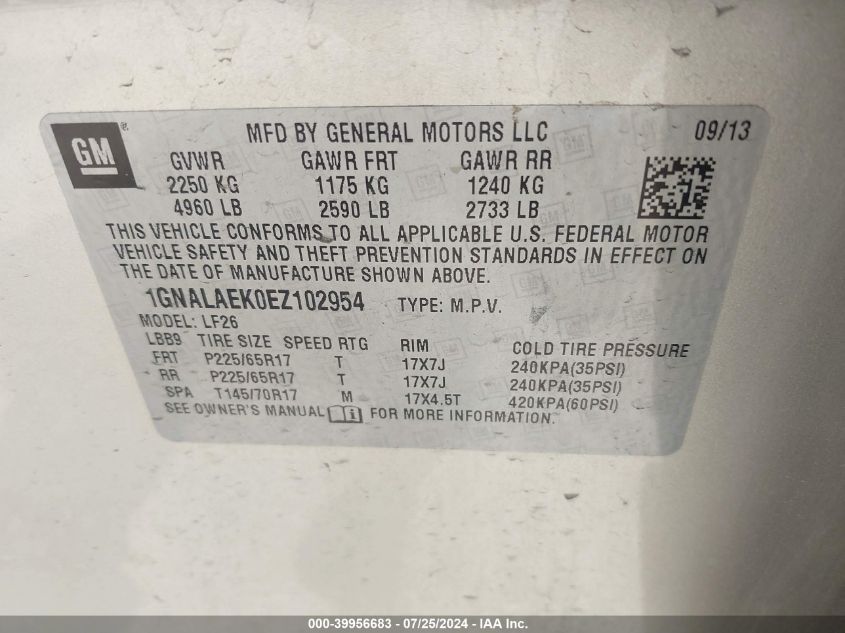 GM ® MFD BY GENERAL MOTORS LLC 09/13
GVWR GAWR FRT GAWR RR
2250 KG 1175 KG 1240 KG
4960 LB 2590 LB 2733 LB
THIS VEHICLE CONFORMS TO ALL APPLICABLE U.S. FEDERAL MOTOR
VEHICLE SAFETY AND THEFT PREVENTION STANDARDS IN EFFECT ON
THE DATE OF MANUFACTURE SHOWN ABOVE.
1GNALAEK0EZ102954 TYPE: M.P.V.
MODEL: LF26
LBB9 TIRE SIZE SPEED RTG RIM COLD TIRE PRESSURE
FRT P225/65R17 T 17X7J 240KPA(35PSI)
RR P225/65R17 T 17X7J 240KPA(35PSI)
SPA T145/70R17 M 17X4.5T 420KPA(60PSI)
SEE OWNER'S MANUAL FOR MORE INFORMATION.
000-39956683 - 07/25/2024 - IAA Inc.